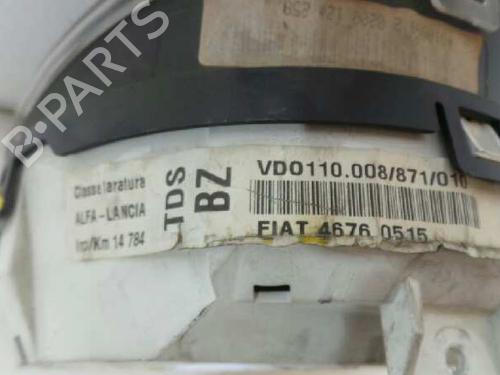 B-PARTS
Classe taratura
ALFA-LANCIA
Imp/Km 14 784
TDS
BZ
VDO110.008/871/010
FIAT 4676 0515